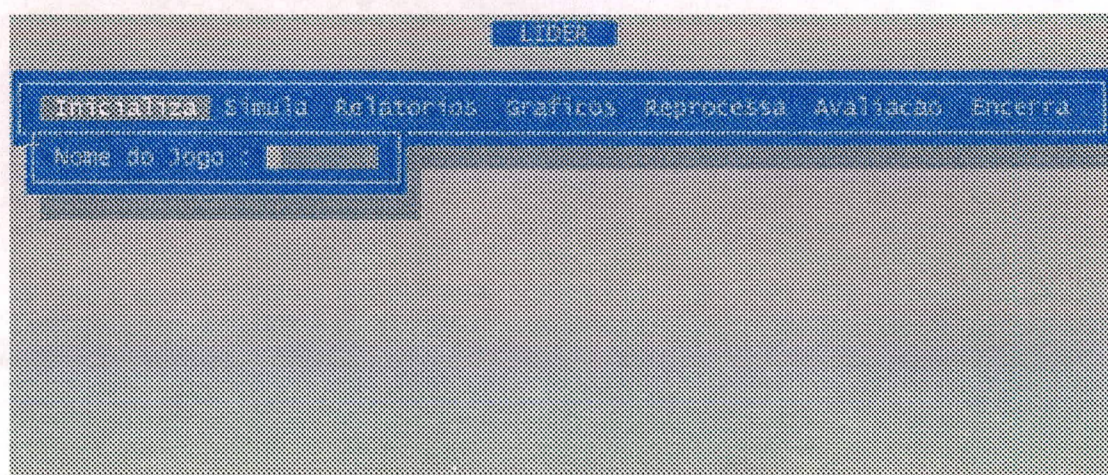 LIDER
Inicializa Simula Relatorios Graficos Reprocessa Avaliacao Encerra
Nome do Jogo :